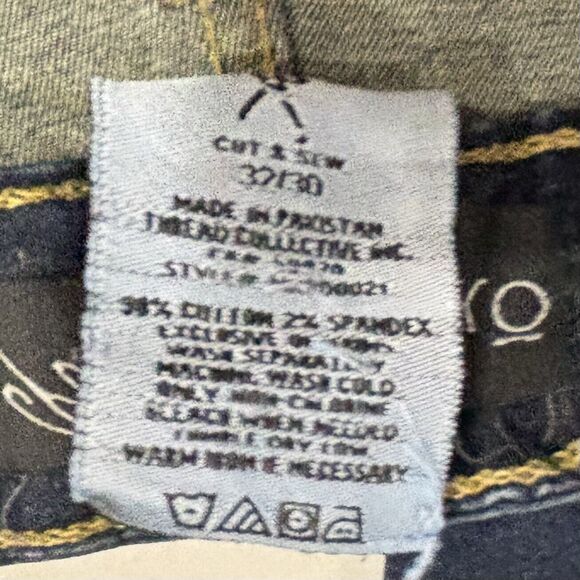 CUT & SEW
32/30
MADE IN PAKISTAN
THREAD COLLECTIVE INC.
STYLE#
98% COTTON 2% SPANDEX
EXCLUSIVE OF
WASH SEPARATELY
MACHINE WASH COLD
ONLY NON-CHLORINE
BLEACH WHEN NEEDED
TUMBLE DRY LOW
WARM IRON IF NECESSARY